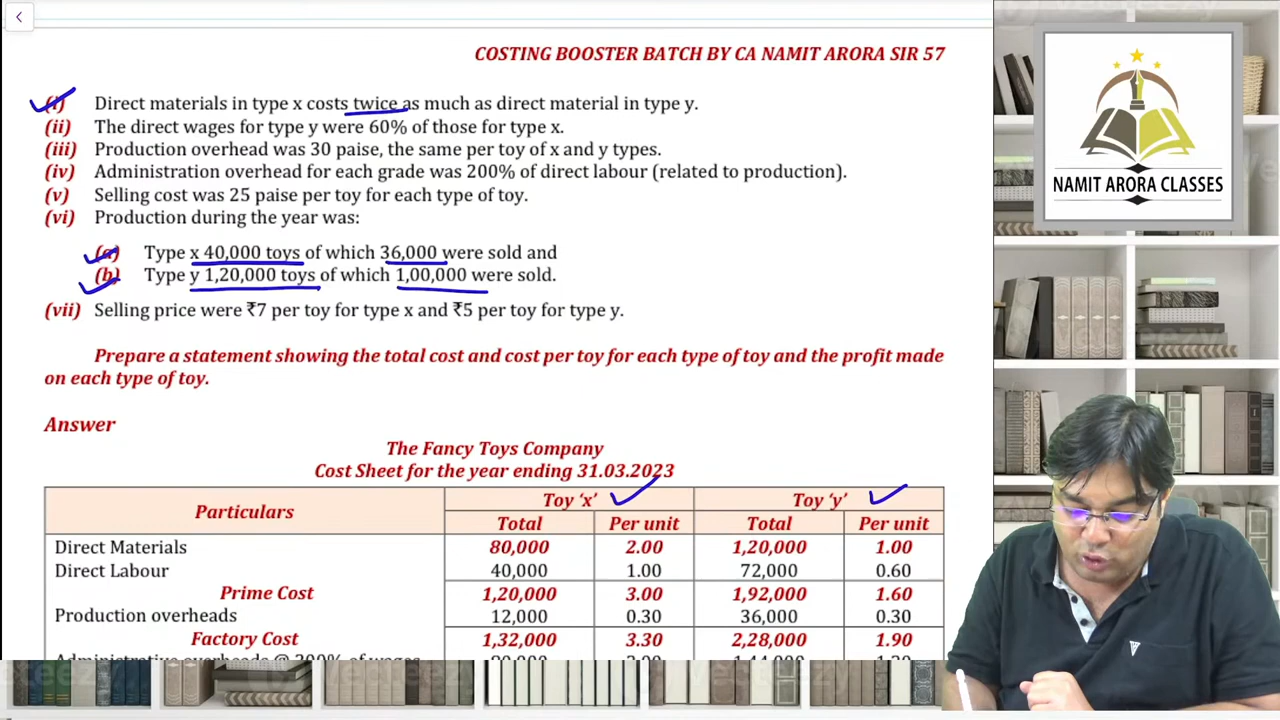 COSTING BOOSTER BATCH BY CA NAMIT ARORA SIR 57
(i) Direct materials in type x costs twice as much as direct material in type y.
(ii) The direct wages for type y were 60% of those for type x.
(iii) Production overhead was 30 paise, the same per toy of x and y types.
(iv) Administration overhead for each grade was 200% of direct labour (related to production).
(v) Selling cost was 25 paise per toy for each type of toy.
(vi) Production during the year was:
(a) Type x 40,000 toys of which 36,000 were sold and
(b) Type y 1,20,000 toys of which 1,00,000 were sold.
(vii) Selling price were ₹7 per toy for type x and ₹5 per toy for type y.
Prepare a statement showing the total cost and cost per toy for each type of toy and the profit made
on each type of toy.
Answer
The Fancy Toys Company
Cost Sheet for the year ending 31.03.2023
Particulars Toy ‘x’ Toy ‘y’
Total Per unit Total Per unit
Direct Materials 80,000 2.00 1,20,000 1.00
Direct Labour 40,000 1.00 72,000 0.60
Prime Cost 1,20,000 3.00 1,92,000 1.60
Production overheads 12,000 0.30 36,000 0.30
Factory Cost 1,32,000 3.30 2,28,000 1.90
NAMIT ARORA CLASSES